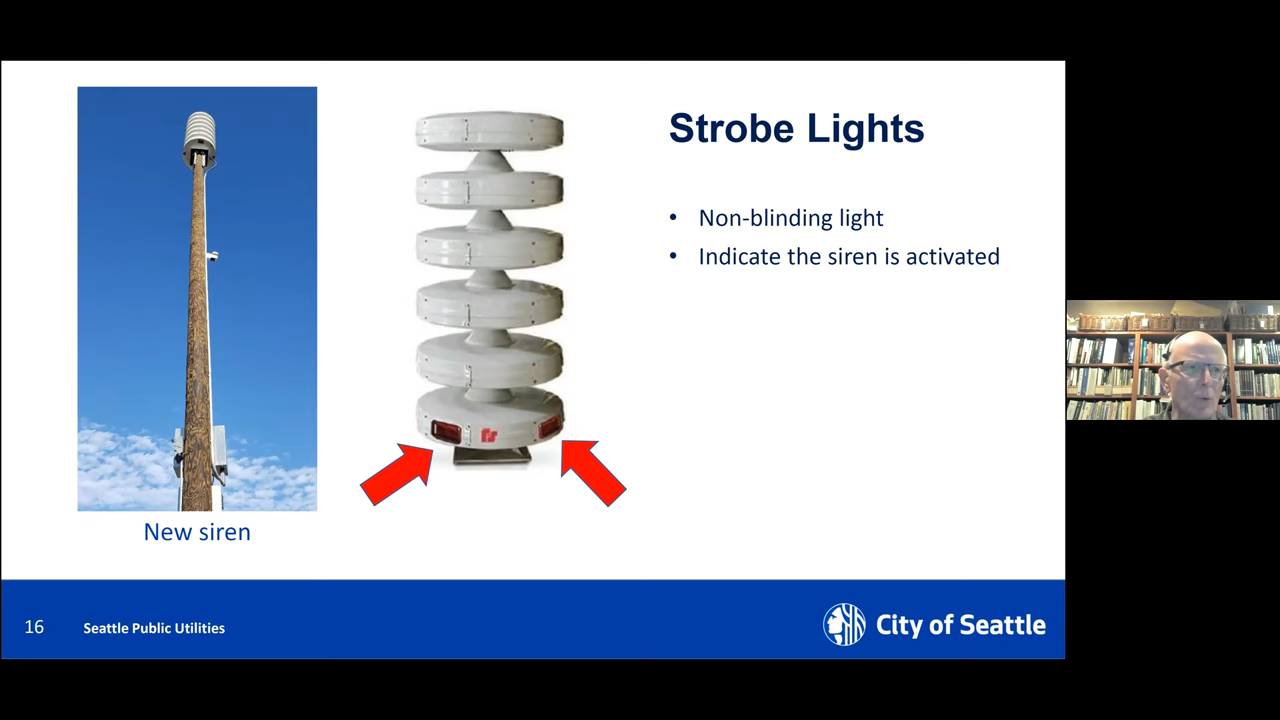 Strobe Lights
• Non-blinding light
• Indicate the siren is activated
New siren
16
Seattle Public Utilities
City of Seattle